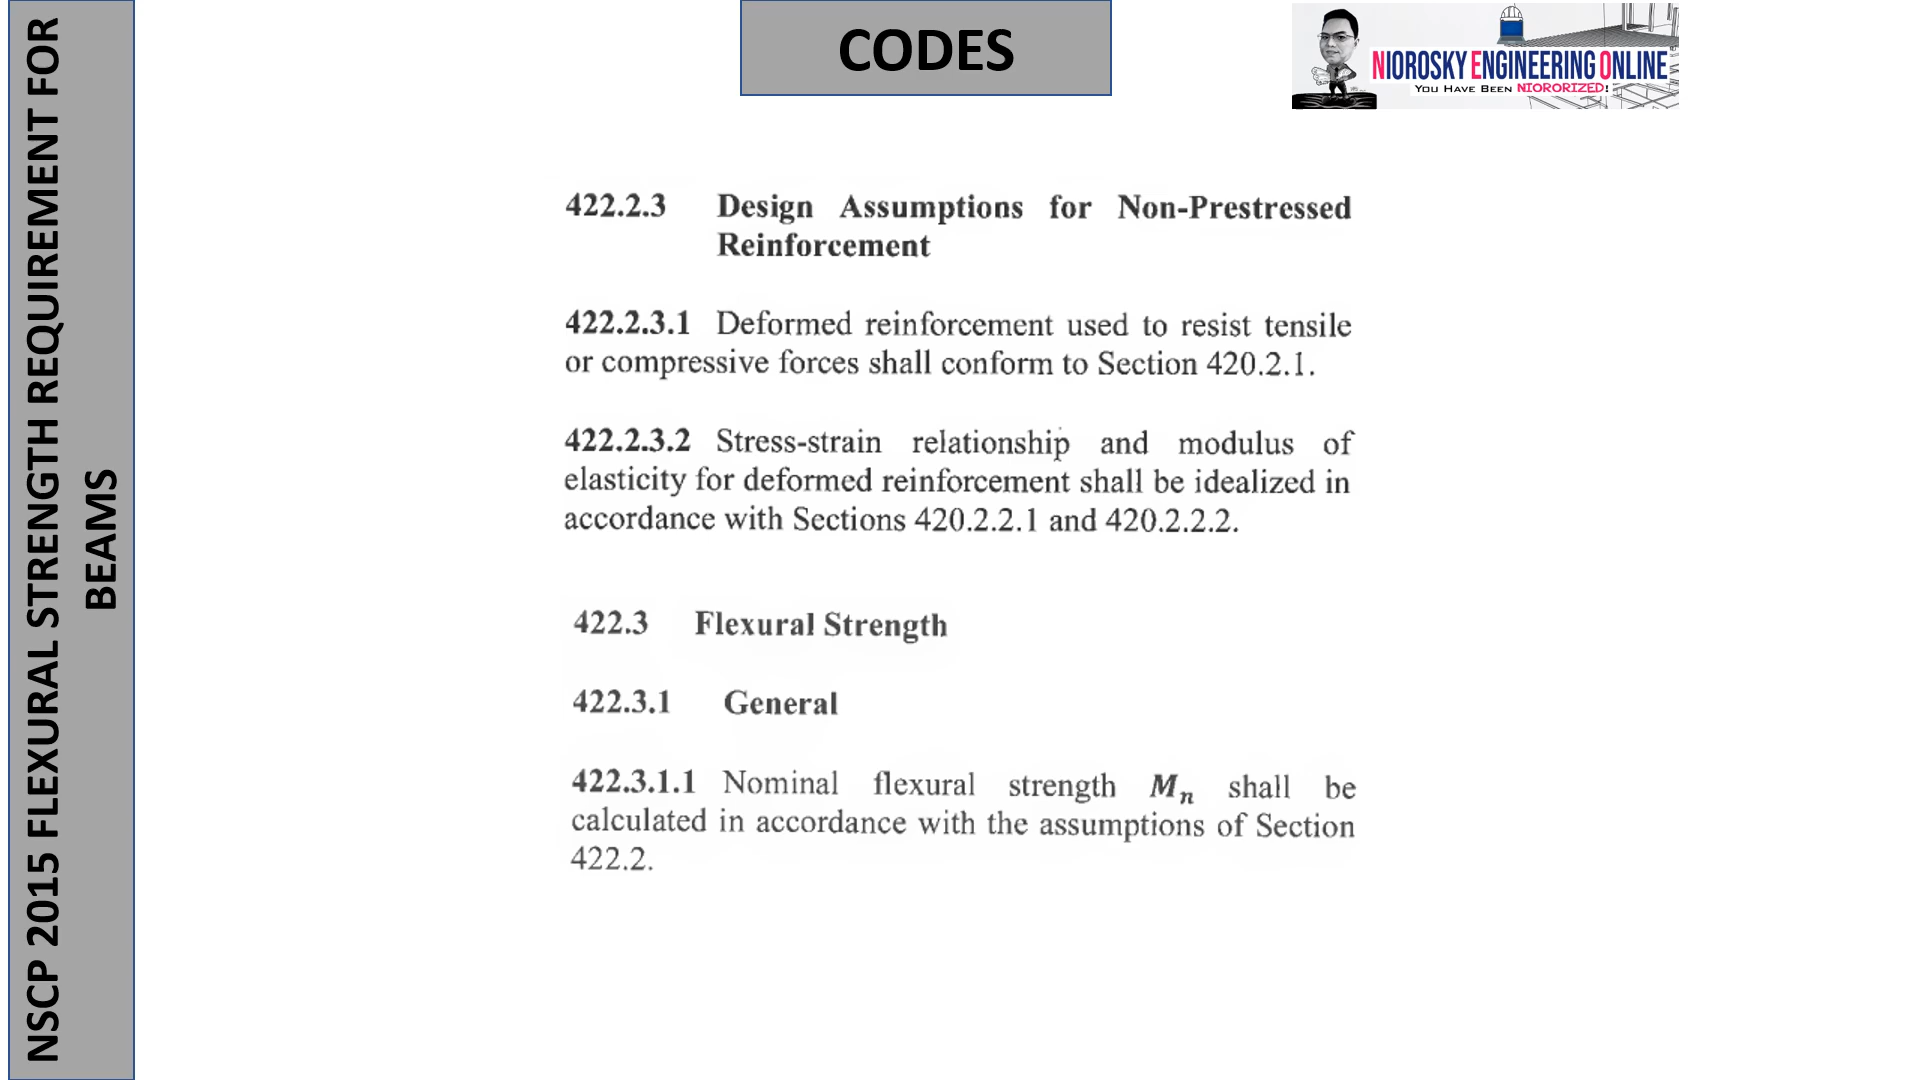 NSCP 2015 FLEXURAL STRENGTH REQUIREMENT FOR
BEAMS
CODES
NIOROSKY ENGINEERING ONLINE
YOU HAVE BEEN NIORORIZED!
422.2.3 Design Assumptions for Non-Prestressed
Reinforcement
422.2.3.1 Deformed reinforcement used to resist tensile
or compressive forces shall conform to Section 420.2.1.
422.2.3.2 Stress-strain relationship and modulus of
elasticity for deformed reinforcement shall be idealized in
accordance with Sections 420.2.2.1 and 420.2.2.2.
422.3 Flexural Strength
422.3.1 General
422.3.1.1 Nominal flexural strength Mₙ shall be
calculated in accordance with the assumptions of Section
422.2.